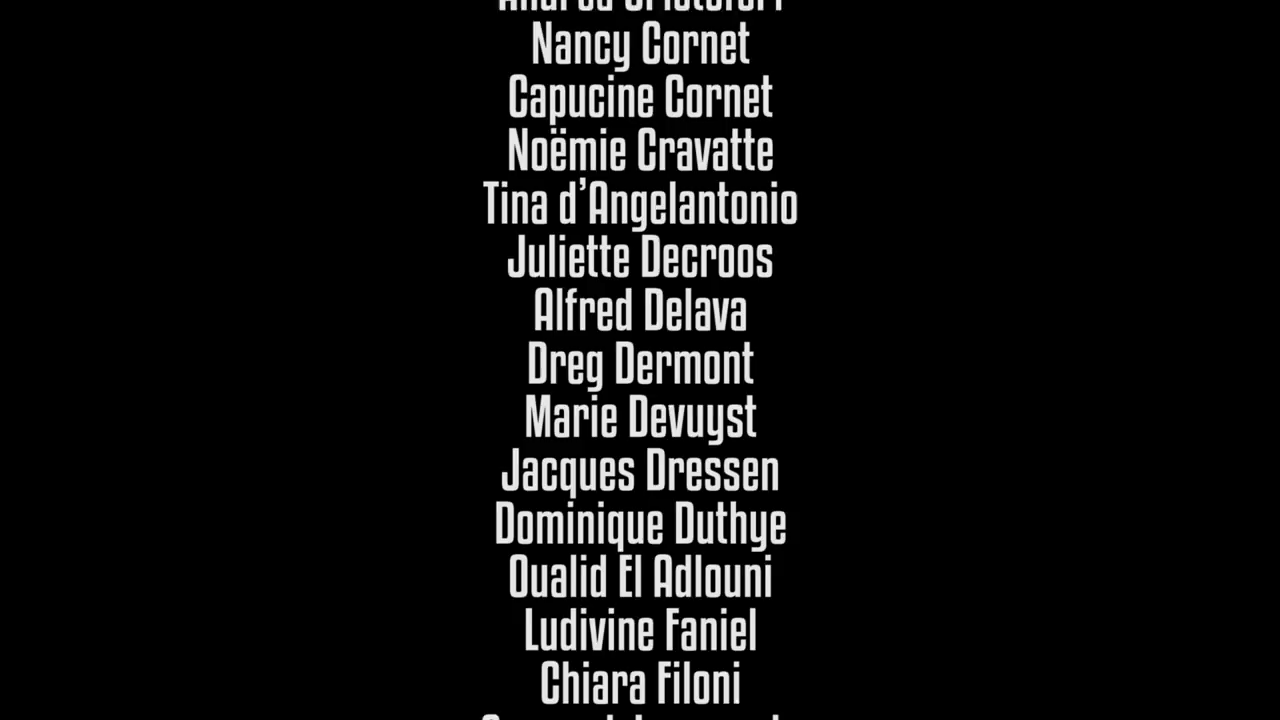 Nancy Cornet
Capucine Cornet
Noëmie Cravatte
Tina d’Angelantonio
Juliette Decroos
Alfred Delava
Dreg Dermont
Marie Devuyst
Jacques Dressen
Dominique Duthye
Oualid El Adlouni
Ludivine Faniel
Chiara Filoni